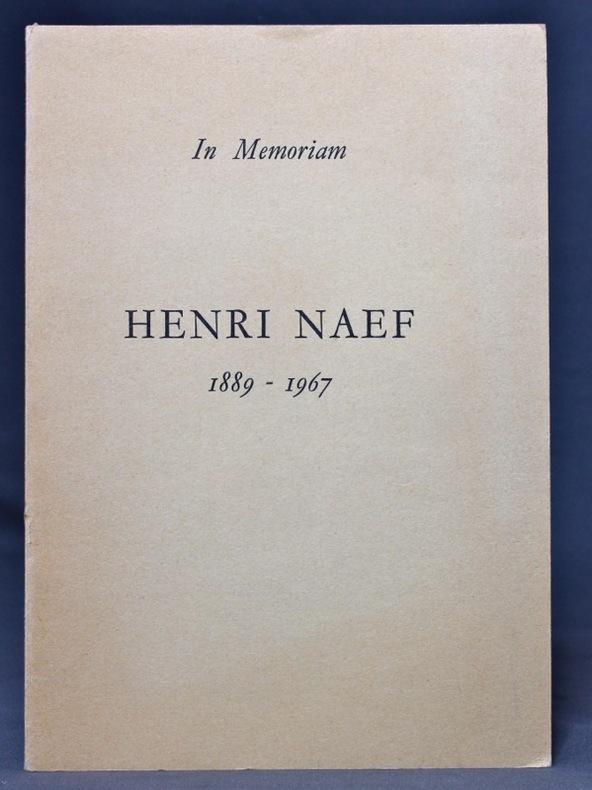 In Memoriam
HENRI NAEF
1889 - 1967